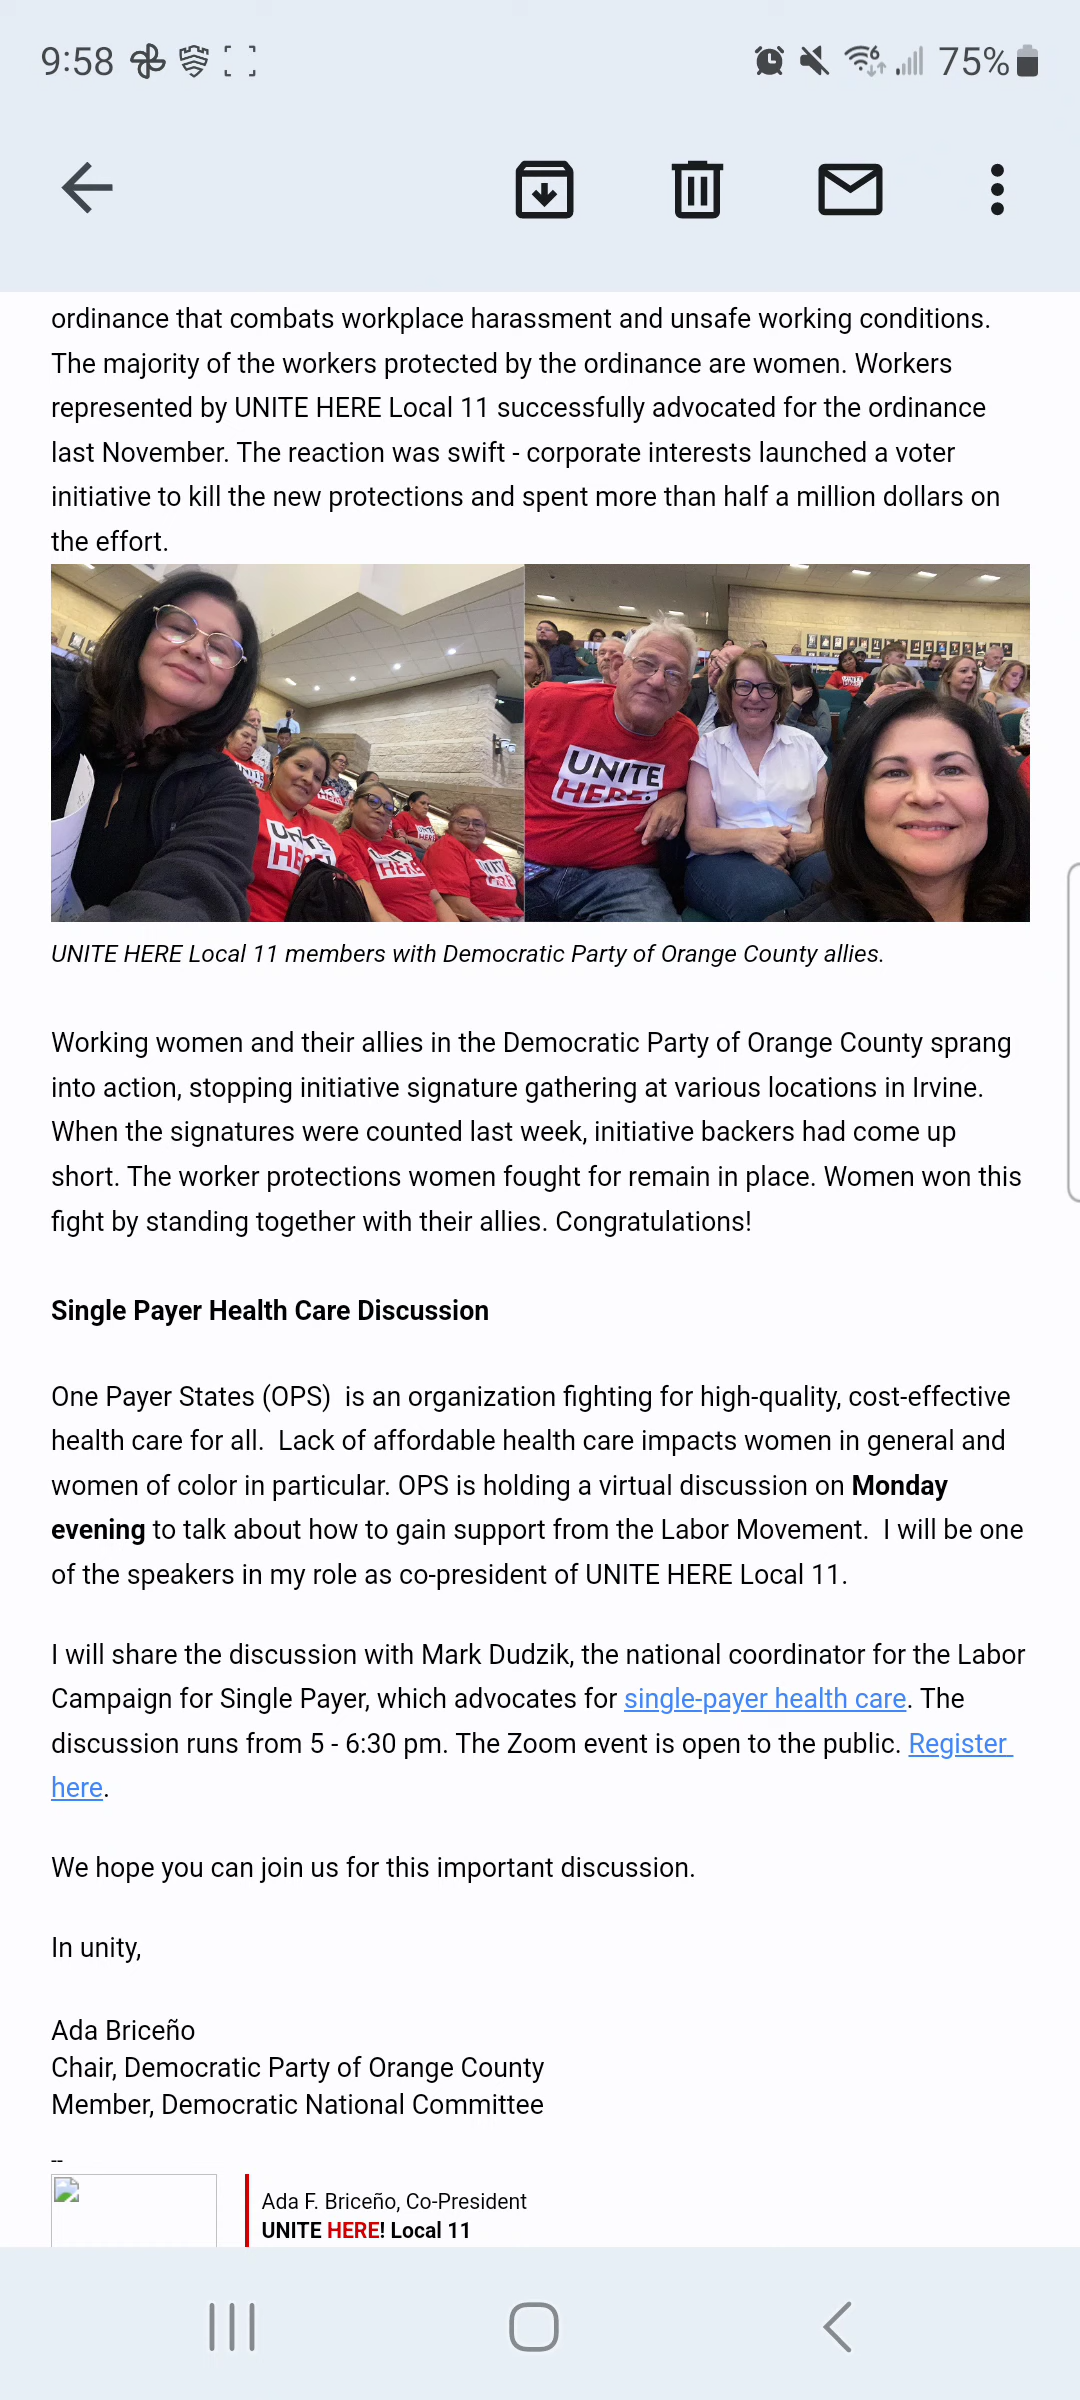 9:58
6
75%
ordinance that combats workplace harassment and unsafe working conditions.
The majority of the workers protected by the ordinance are women. Workers
represented by UNITE HERE Local 11 successfully advocated for the ordinance
last November. The reaction was swift - corporate interests launched a voter
initiative to kill the new protections and spent more than half a million dollars on
the effort.
UNITE
HERE!
UNITE HERE Local 11 members with Democratic Party of Orange County allies.
Working women and their allies in the Democratic Party of Orange County sprang
into action, stopping initiative signature gathering at various locations in Irvine.
When the signatures were counted last week, initiative backers had come up
short. The worker protections women fought for remain in place. Women won this
fight by standing together with their allies. Congratulations!
Single Payer Health Care Discussion
One Payer States (OPS)  is an organization fighting for high-quality, cost-effective
health care for all.  Lack of affordable health care impacts women in general and
women of color in particular. OPS is holding a virtual discussion on Monday
evening to talk about how to gain support from the Labor Movement.  I will be one
of the speakers in my role as co-president of UNITE HERE Local 11.
I will share the discussion with Mark Dudzik, the national coordinator for the Labor
Campaign for Single Payer, which advocates for single-payer health care. The
discussion runs from 5 - 6:30 pm. The Zoom event is open to the public. Register
here.
We hope you can join us for this important discussion.
In unity,
Ada Briceño
Chair, Democratic Party of Orange County
Member, Democratic National Committee
--
Ada F. Briceño, Co-President
UNITE HERE! Local 11